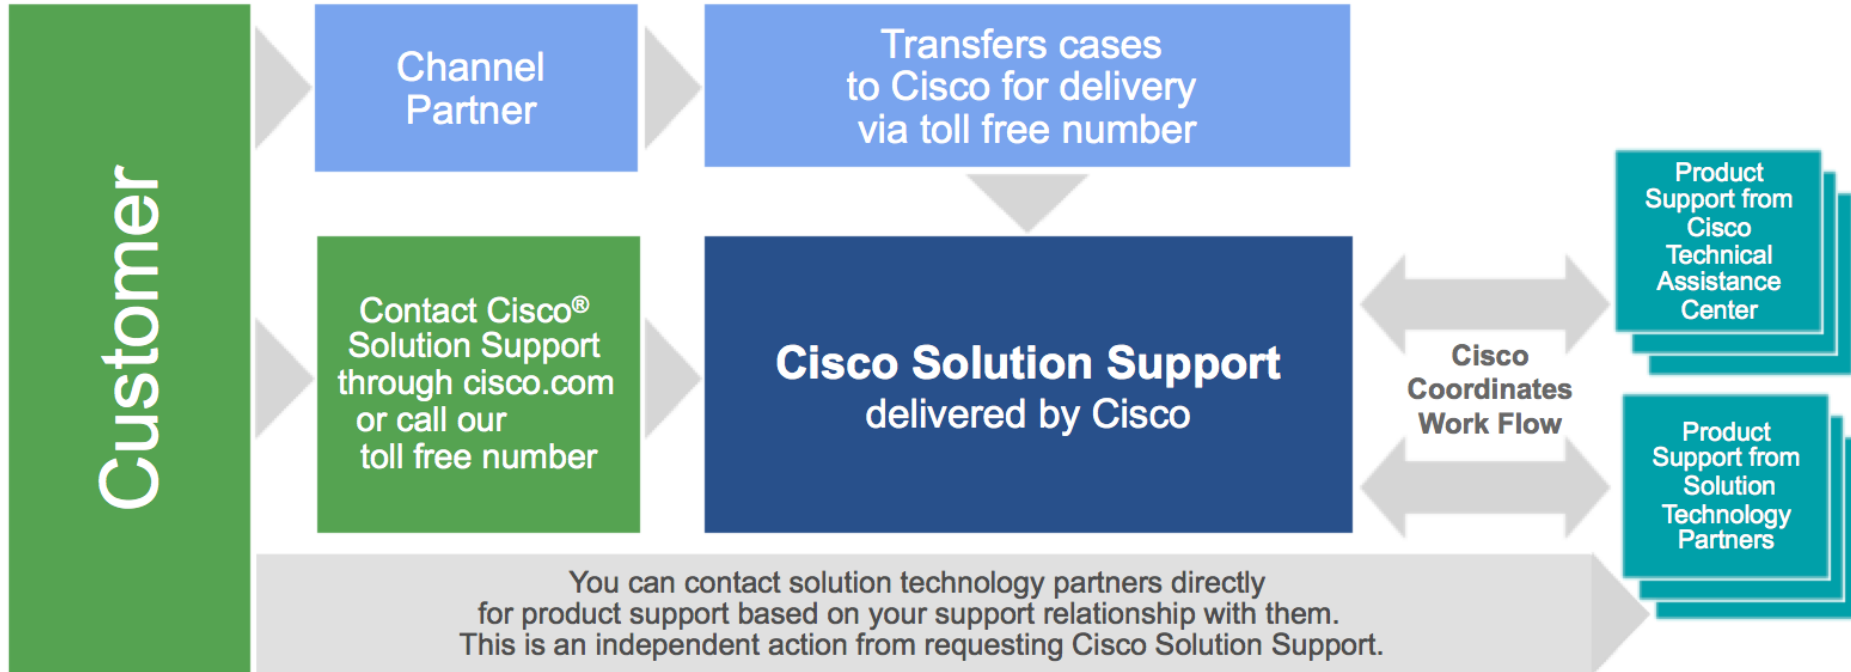 Customer
Channel
Partner
Transfers cases
to Cisco for delivery
via toll free number
Contact Cisco®
Solution Support
through cisco.com
or call our
toll free number
Cisco Solution Support
delivered by Cisco
Cisco
Coordinates
Work Flow
Product
Support from
Cisco
Technical
Assistance
Center
Product
Support from
Solution
Technology
Partners
You can contact solution technology partners directly
for product support based on your support relationship with them.
This is an independent action from requesting Cisco Solution Support.